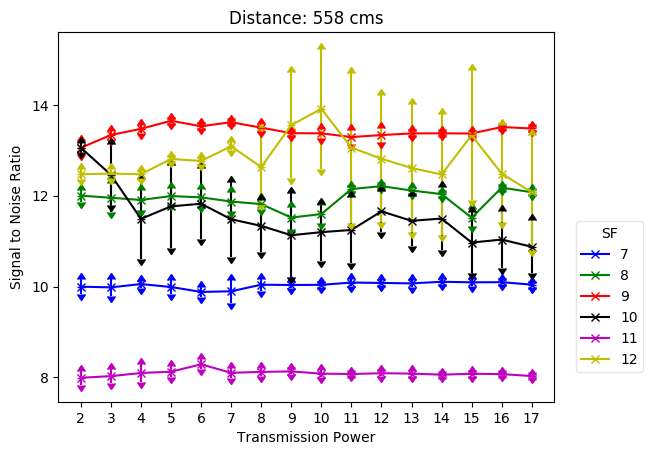 Distance: 558 cms
Signal to Noise Ratio
14
12
10
8
2 3 4 5 6 7 8 9 10 11 12 13 14 15 16 17
Transmission Power
SF
7
8
9
10
11
12